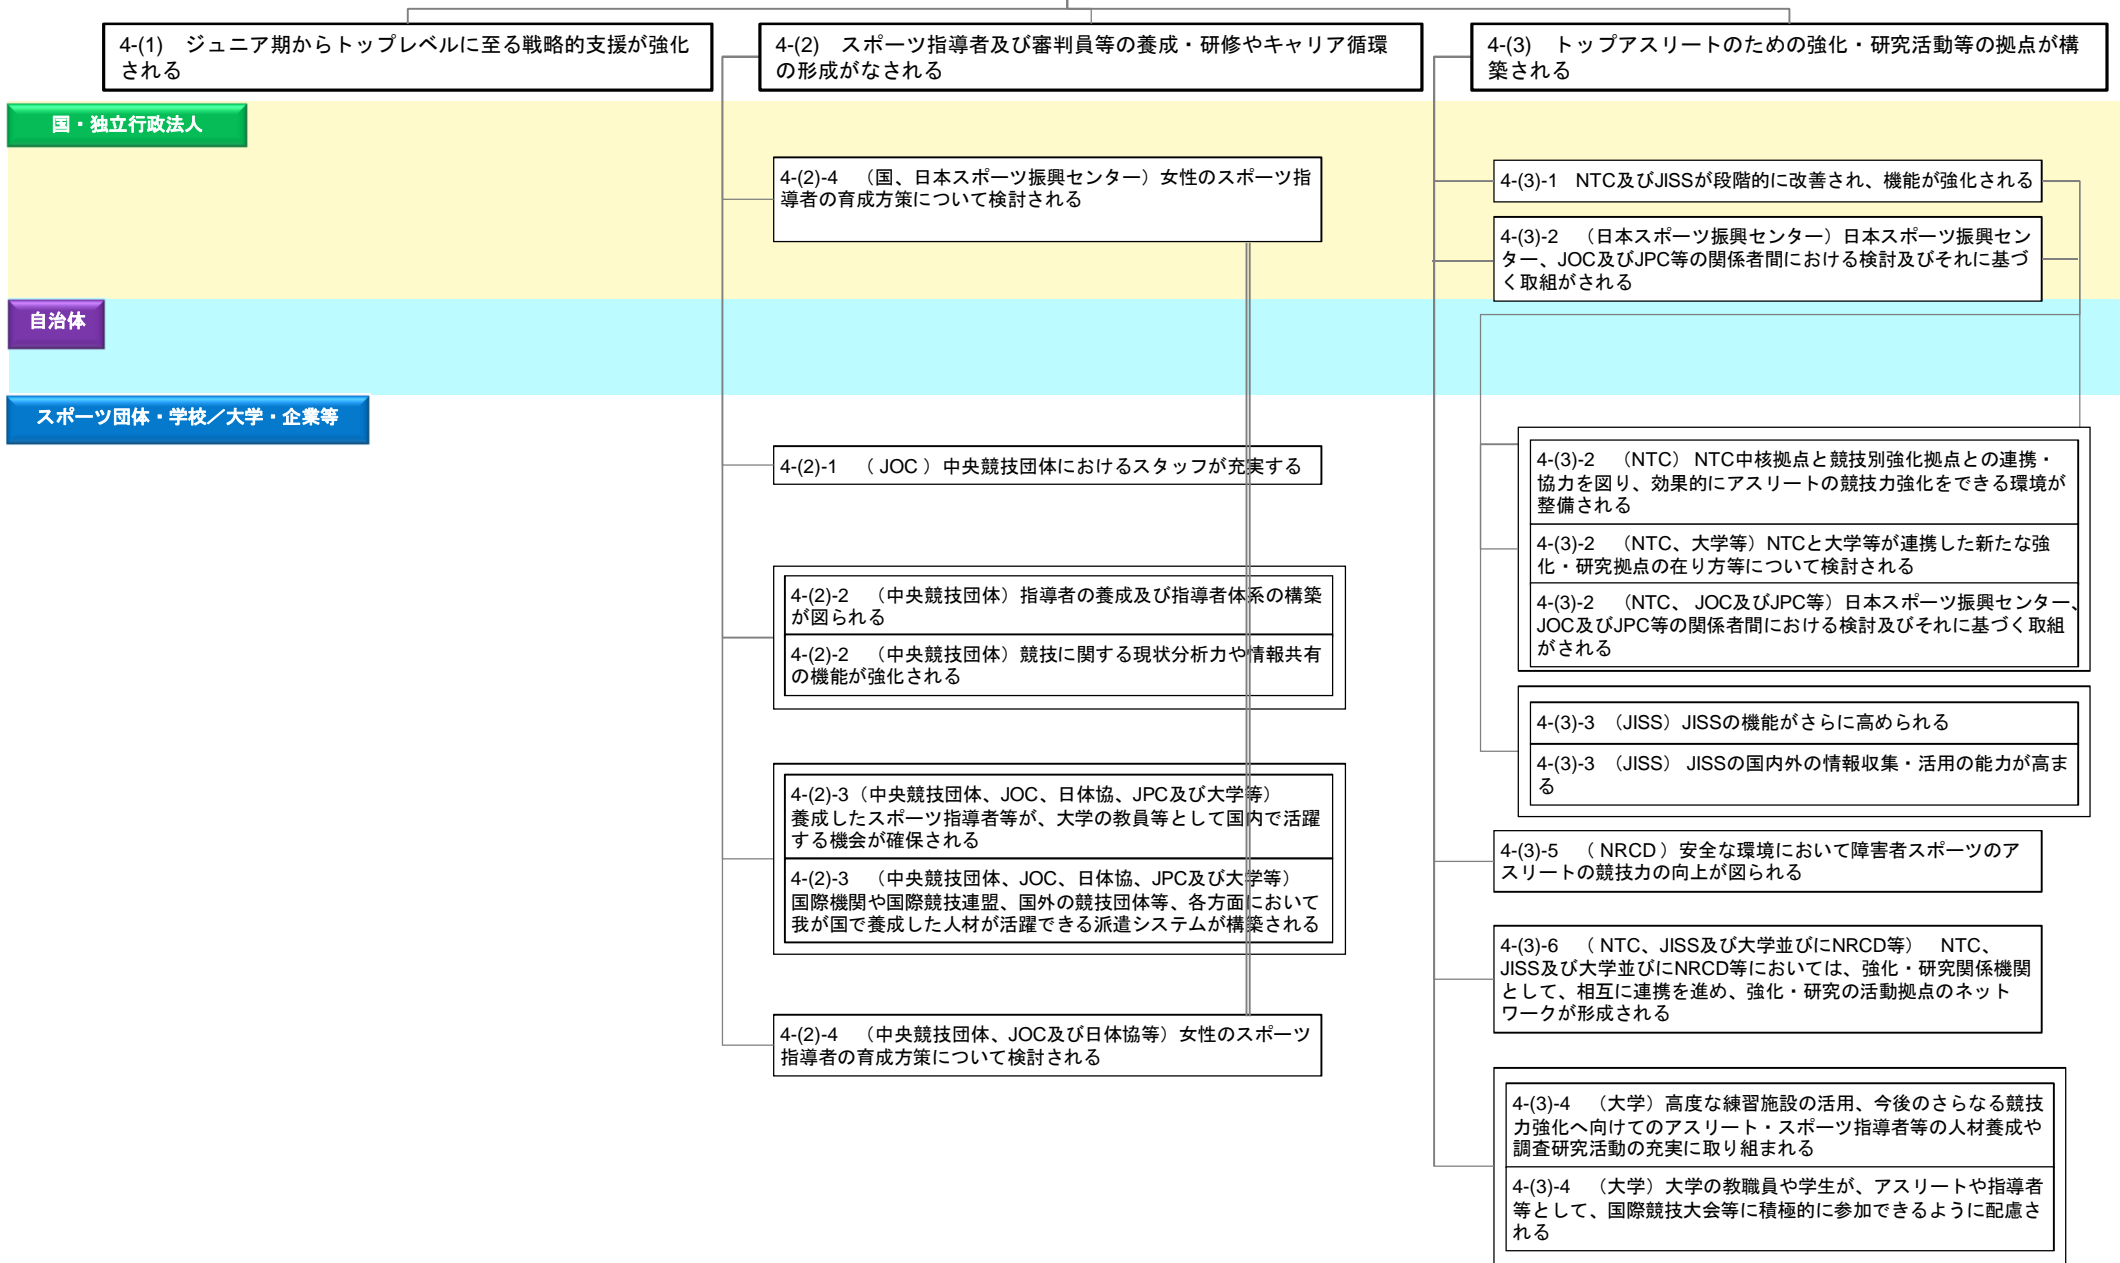 4-(1)　ジュニア期からトップレベルに至る戦略的支援が強化
される
4-(2)　スポーツ指導者及び審判員等の養成・研修やキャリア循環
の形成がなされる
4-(3)　トップアスリートのための強化・研究活動等の拠点が構
築される
国・独立行政法人
4-(2)-4　（国、日本スポーツ振興センター）女性のスポーツ指
導者の育成方策について検討される
4-(3)-1　NTC及びJISSが段階的に改善され、機能が強化される
4-(3)-2　（日本スポーツ振興センター）日本スポーツ振興セン
ター、JOC及びJPC等の関係者間における検討及びそれに基づ
く取組がされる
自治体
スポーツ団体・学校／大学・企業等
4-(2)-1　（ JOC ）中央競技団体におけるスタッフが充実する
4-(2)-2　（中央競技団体）指導者の養成及び指導者体系の構築
が図られる
4-(2)-2　（中央競技団体）競技に関する現状分析力や情報共有
の機能が強化される
4-(2)-3（中央競技団体、JOC、日体協、JPC及び大学等）
養成したスポーツ指導者等が、大学の教員等として国内で活躍
する機会が確保される
4-(2)-3　（中央競技団体、JOC、日体協、JPC及び大学等）
国際機関や国際競技連盟、国外の競技団体等、各方面において
我が国で養成した人材が活躍できる派遣システムが構築される
4-(2)-4　（中央競技団体、JOC及び日体協等）女性のスポーツ
指導者の育成方策について検討される
4-(3)-2　（NTC） NTC中核拠点と競技別強化拠点との連携・
協力を図り、効果的にアスリートの競技力強化をできる環境が
整備される
4-(3)-2　（NTC、大学等）NTCと大学等が連携した新たな強
化・研究拠点の在り方等について検討される
4-(3)-2　（NTC、 JOC及びJPC等）日本スポーツ振興センター、
JOC及びJPC等の関係者間における検討及びそれに基づく取組
がされる
4-(3)-3　（JISS）JISSの機能がさらに高められる
4-(3)-3　（JISS） JISSの国内外の情報収集・活用の能力が高ま
る
4-(3)-5　（ NRCD ）安全な環境において障害者スポーツのア
スリートの競技力の向上が図られる
4-(3)-6　（ NTC、JISS及び大学並びにNRCD等）　NTC、
JISS及び大学並びにNRCD等においては、強化・研究関係機関
として、相互に連携を進め、強化・研究の活動拠点のネット
ワークが形成される
4-(3)-4　（大学）高度な練習施設の活用、今後のさらなる競技
力強化へ向けてのアスリート・スポーツ指導者等の人材養成や
調査研究活動の充実に取り組まれる
4-(3)-4　（大学）大学の教職員や学生が、アスリートや指導者
等として、国際競技大会等に積極的に参加できるように配慮さ
れる